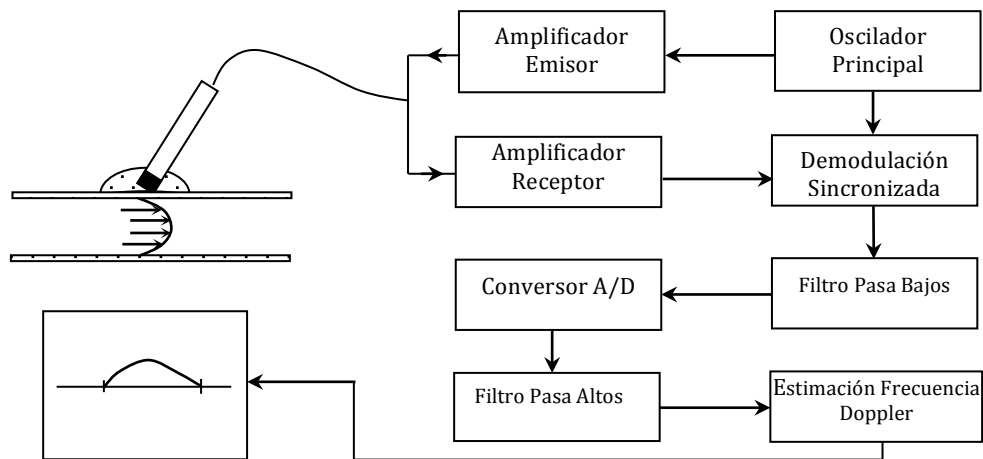 Amplificador
Emisor
Oscilador
Principal
Amplificador
Receptor
Demodulación
Sincronizada
Conversor A/D
Filtro Pasa Bajos
Filtro Pasa Altos
Estimación Frecuencia
Doppler